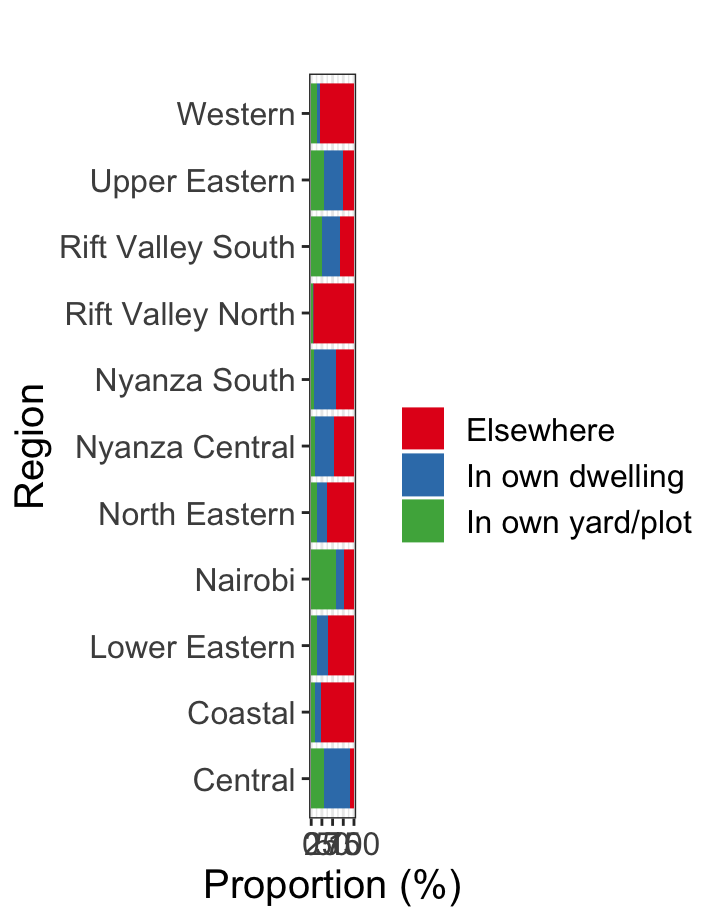 Western
Upper Eastern
Rift Valley South
Rift Valley North
Nyanza South
Nyanza Central
North Eastern
Nairobi
Lower Eastern
Coastal
Central
Region
Elsewhere
In own dwelling
In own yard/plot
Proportion (%)